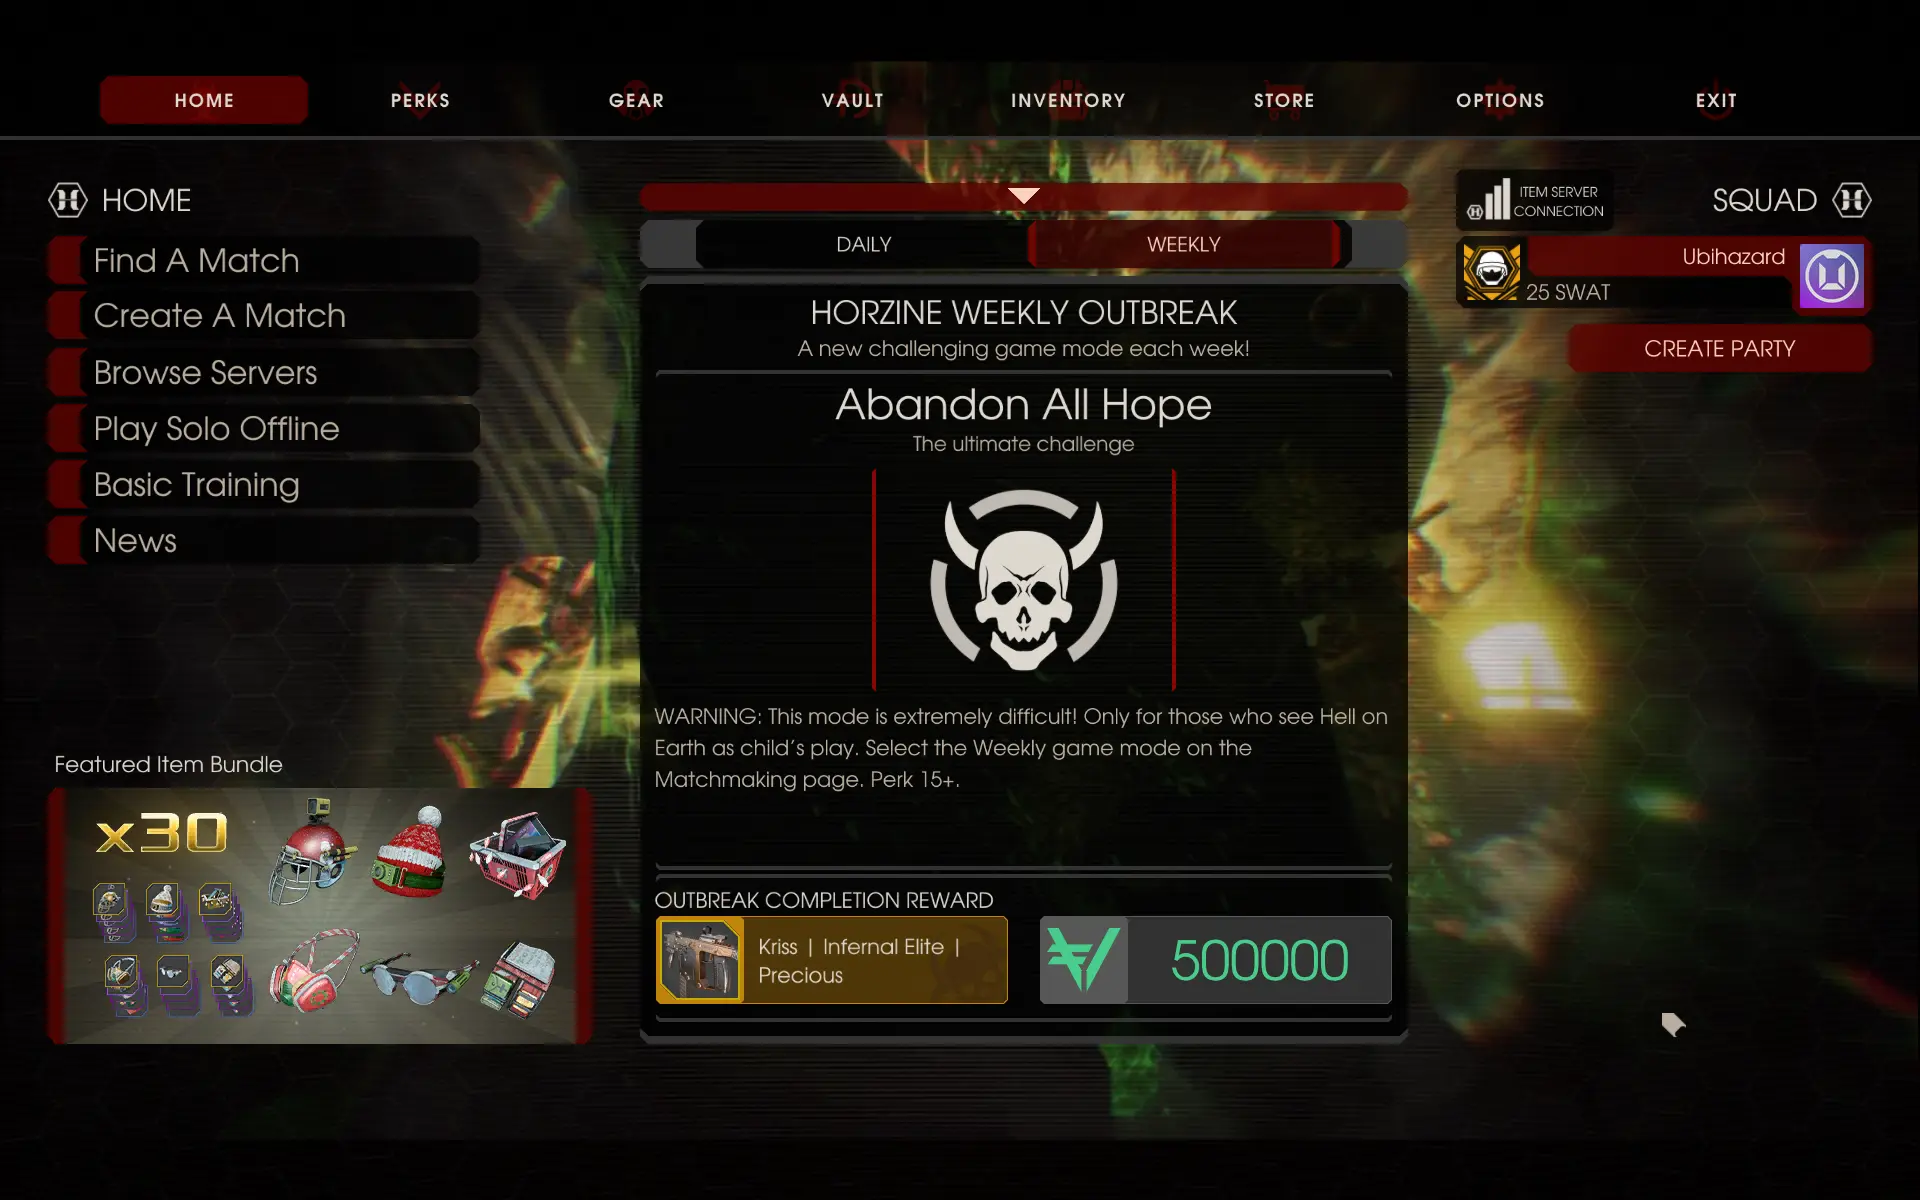 HOME
PERKS
GEAR
VAULT
INVENTORY
STORE
OPTIONS
EXIT
HOME
Find A Match
Create A Match
Browse Servers
Play Solo Offline
Basic Training
News
Featured Item Bundle
x30
DAILY
WEEKLY
HORZINE WEEKLY OUTBREAK
A new challenging game mode each week!
Abandon All Hope
The ultimate challenge
WARNING: This mode is extremely difficult! Only for those who see Hell on
Earth as child's play. Select the Weekly game mode on the
Matchmaking page. Perk 15+.
OUTBREAK COMPLETION REWARD
Kriss | Infernal Elite |
Precious
500000
ITEM SERVER
CONNECTION
SQUAD
Ubihazard
25 SWAT
CREATE PARTY